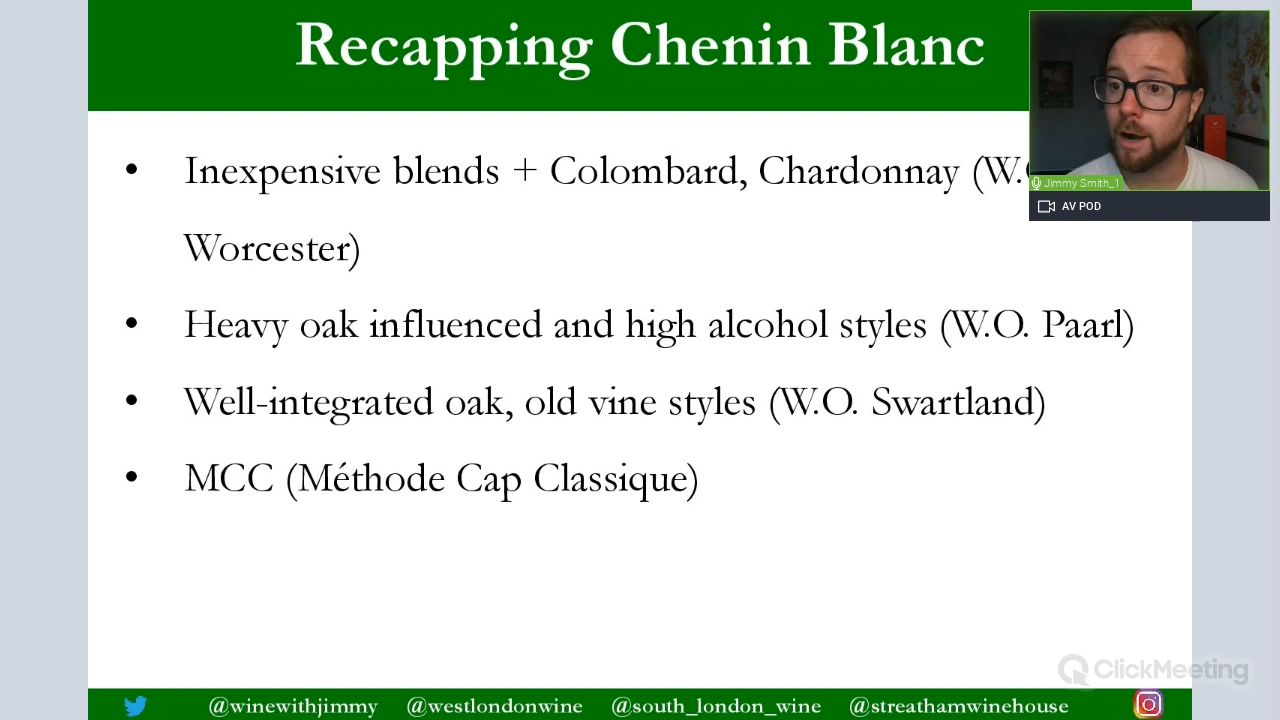 Recapping Chenin Blanc
• Inexpensive blends + Colombard, Chardonnay (W.
Worcester)
• Heavy oak influenced and high alcohol styles (W.O. Paarl)
• Well-integrated oak, old vine styles (W.O. Swartland)
• MCC (Méthode Cap Classique)
Jimmy Smith_1
AV POD
ClickMeeting
@winewithjimmy @westlondonwine @south_london_wine @streathamwinehouse